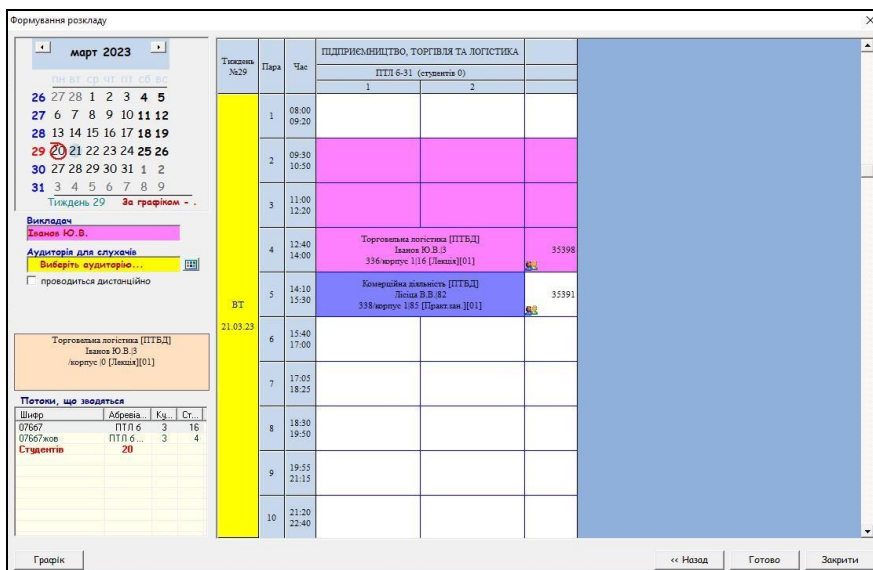 Формування розкладу
март 2023
пн вт ср чт пт сб вс
26 27 28 1 2 3 4 5
27 6 7 8 9 10 11 12
28 13 14 15 16 17 18 19
29 20 21 22 23 24 25 26
30 27 28 29 30 31 1 2
31 3 4 5 6 7 8 9
Тиждень 29 За графіком - .
Викладач
Іванов Ю.В.
Аудиторія для слухачів
Виберіть аудиторію...
проводиться дистанційно
Торговельна логістика [ПТБД]
Іванов Ю.В.|3
/корпус |0 [Лекція][01]
Потоки, що зводяться
Шифр Абревіа... Ку... Ст...
07667 ПТЛ б 3 16
07667жов ПТЛ б ... 3 4
Студентів 20
Тиждень №29 Пара Час
ПІДПРИЄМНИЦТВО, ТОРГІВЛЯ ТА ЛОГІСТИКА
ПТЛ б-31 (студентів 0)
1 2
ВТ
21.03.23
1 08:00 09:20
2 09:30 10:50
3 11:00 12:20
4 12:40 14:00
Торговельна логістика [ПТБД]
Іванов Ю.В.|3
336/корпус 1|16 [Лекція][01]
35398
5 14:10 15:30
Комерційна діяльність [ПТБД]
Лісіца В.В.|82
338/корпус 1|85 [Практ.зан.][01]
35391
6 15:40 17:00
7 17:05 18:25
8 18:30 19:50
9 19:55 21:15
10 21:20 22:40
Графік
<< Назад
Готово
Закрити